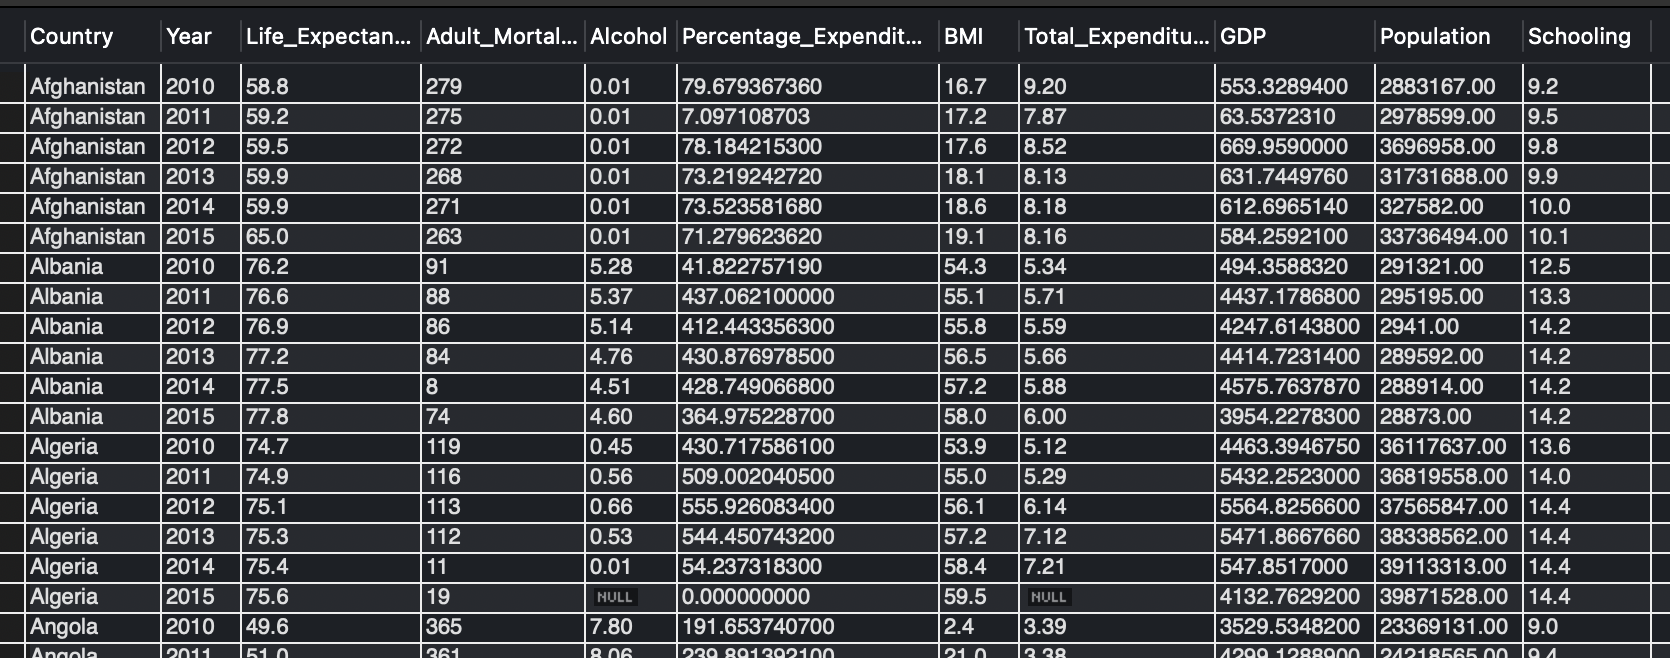 Country Year Life_Expectan... Adult_Mortal... Alcohol Percentage_Expendit... BMI Total_Expenditu... GDP Population Schooling
Afghanistan 2010 58.8 279 0.01 79.679367360 16.7 9.20 553.3289400 2883167.00 9.2
Afghanistan 2011 59.2 275 0.01 7.097108703 17.2 7.87 63.5372310 2978599.00 9.5
Afghanistan 2012 59.5 272 0.01 78.184215300 17.6 8.52 669.9590000 3696958.00 9.8
Afghanistan 2013 59.9 268 0.01 73.219242720 18.1 8.13 631.7449760 31731688.00 9.9
Afghanistan 2014 59.9 271 0.01 73.523581680 18.6 8.18 612.6965140 327582.00 10.0
Afghanistan 2015 65.0 263 0.01 71.279623620 19.1 8.16 584.2592100 33736494.00 10.1
Albania 2010 76.2 91 5.28 41.822757190 54.3 5.34 494.3588320 291321.00 12.5
Albania 2011 76.6 88 5.37 437.062100000 55.1 5.71 4437.1786800 295195.00 13.3
Albania 2012 76.9 86 5.14 412.443356300 55.8 5.59 4247.6143800 2941.00 14.2
Albania 2013 77.2 84 4.76 430.876978500 56.5 5.66 4414.7231400 289592.00 14.2
Albania 2014 77.5 8 4.51 428.749066800 57.2 5.88 4575.7637870 288914.00 14.2
Albania 2015 77.8 74 4.60 364.975228700 58.0 6.00 3954.2278300 28873.00 14.2
Algeria 2010 74.7 119 0.45 430.717586100 53.9 5.12 4463.3946750 36117637.00 13.6
Algeria 2011 74.9 116 0.56 509.002040500 55.0 5.29 5432.2523000 36819558.00 14.0
Algeria 2012 75.1 113 0.66 555.926083400 56.1 6.14 5564.8256600 37565847.00 14.4
Algeria 2013 75.3 112 0.53 544.450743200 57.2 7.12 5471.8667660 38338562.00 14.4
Algeria 2014 75.4 11 0.01 54.237318300 58.4 7.21 547.8517000 39113313.00 14.4
Algeria 2015 75.6 19 NULL 0.000000000 59.5 NULL 4132.7629200 39871528.00 14.4
Angola 2010 49.6 365 7.80 191.653740700 2.4 3.39 3529.5348200 23369131.00 9.0
Angola 2011 51.0 361 8.06 239.891392100 21.0 3.38 4299.1288900 24218565.00 9.4